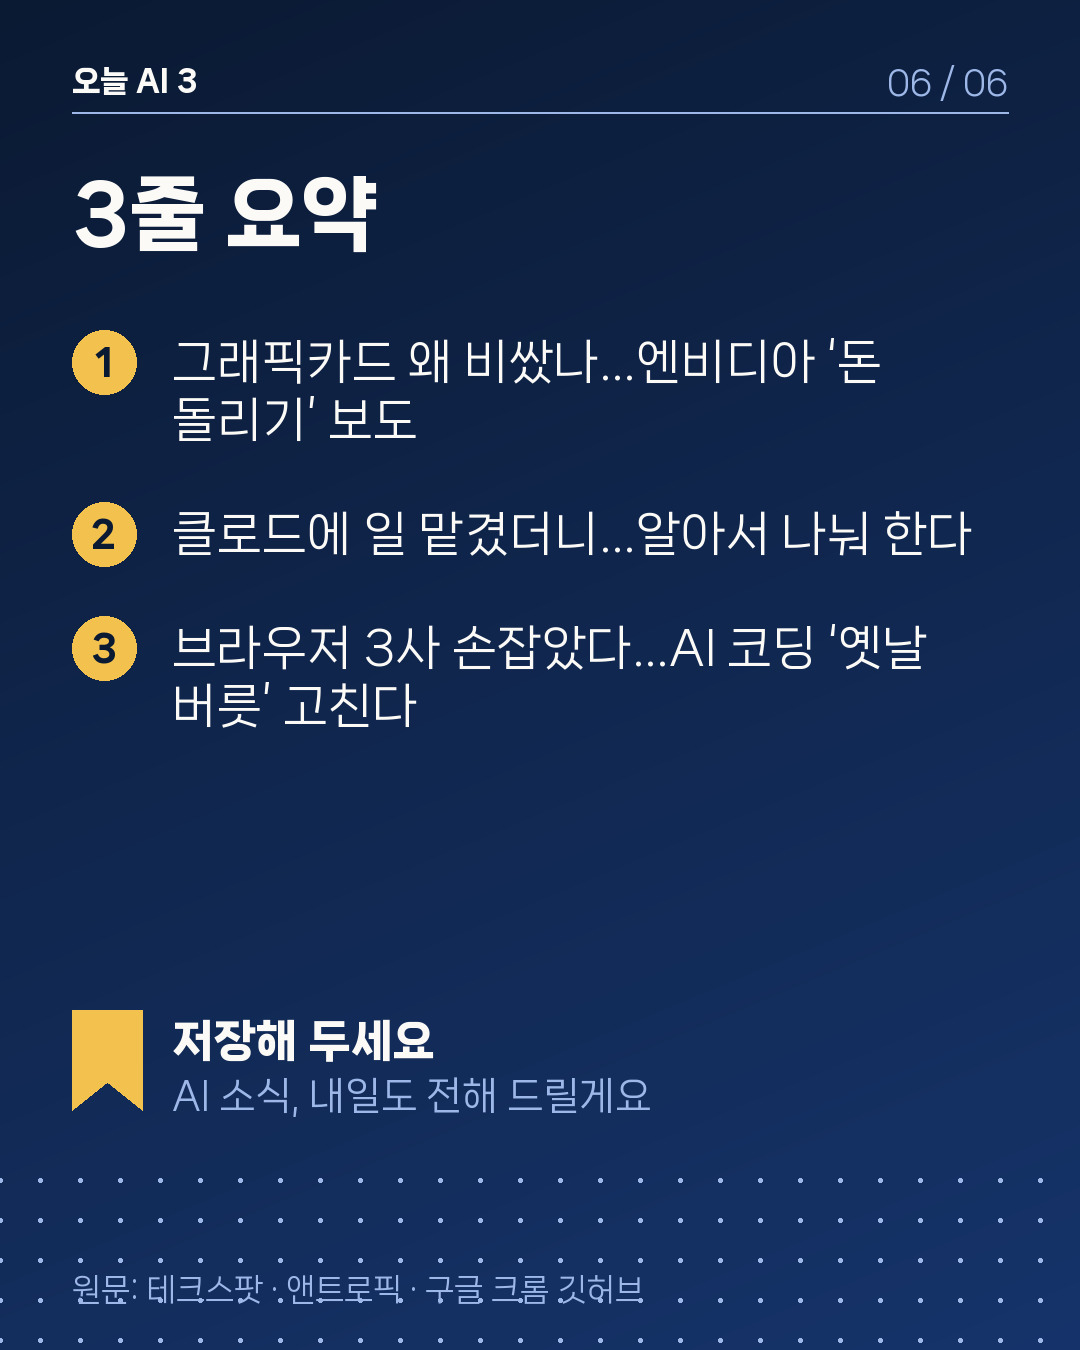 오늘 AI 3
06 / 06
3줄 요약
1 그래픽카드 왜 비쌌나...엔비디아 ‘돈
돌리기’ 보도
2 클로드에 일 맡겼더니...알아서 나눠 한다
3 브라우저 3사 손잡았다...AI 코딩 ‘옛날
버릇’ 고친다
저장해 두세요
AI 소식, 내일도 전해 드릴게요
원문: 테크스팟 · 앤트로픽 · 구글 크롬 깃허브